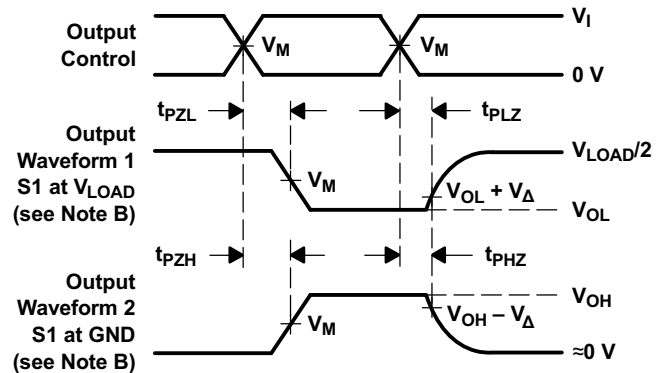 Output
Control
V_M
V_M
V_I
0 V
t_PZL
t_PLZ
Output
Waveform 1
S1 at V_LOAD
(see Note B)
V_M
V_LOAD/2
V_OL + V_Δ
V_OL
t_PZH
t_PHZ
Output
Waveform 2
S1 at GND
(see Note B)
V_M
V_OH
V_OH – V_Δ
≈0 V